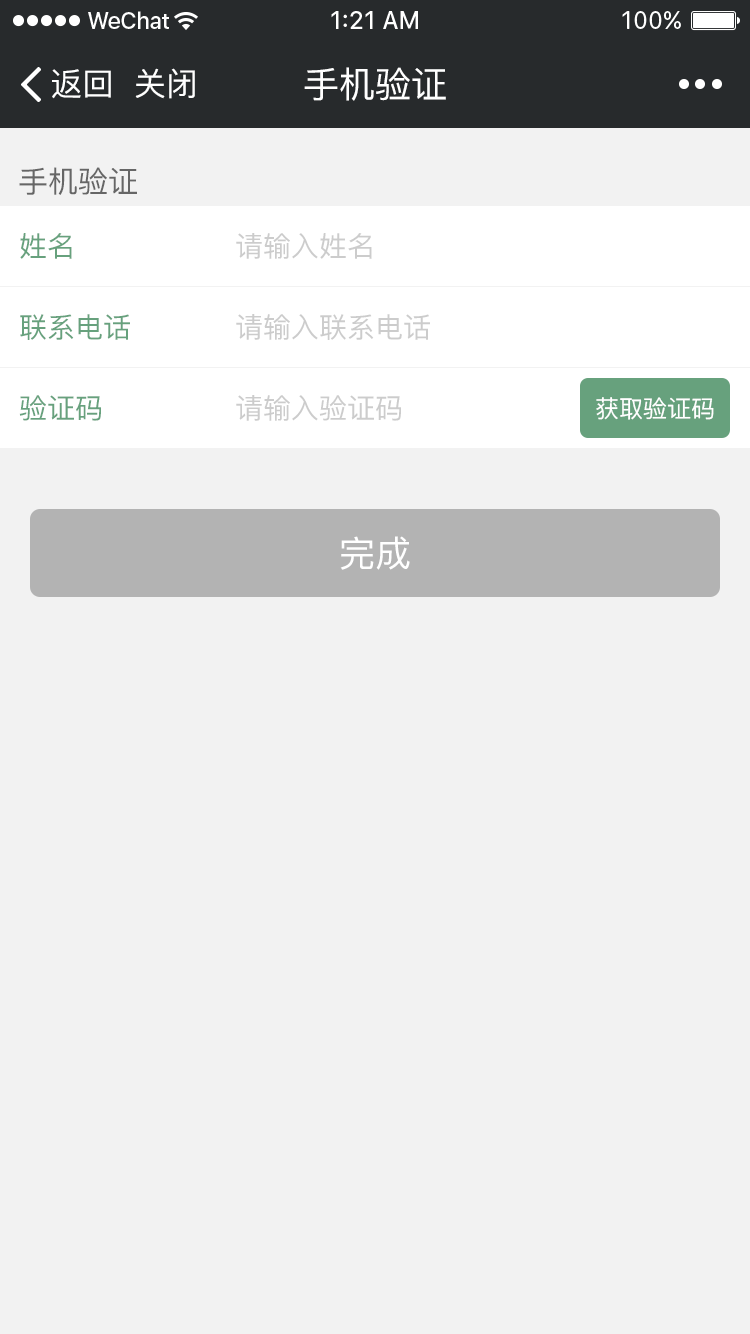 WeChat 1:21 AM 100%
返回 关闭 手机验证
手机验证
姓名 请输入姓名
联系电话 请输入联系电话
验证码 请输入验证码 获取验证码
完成